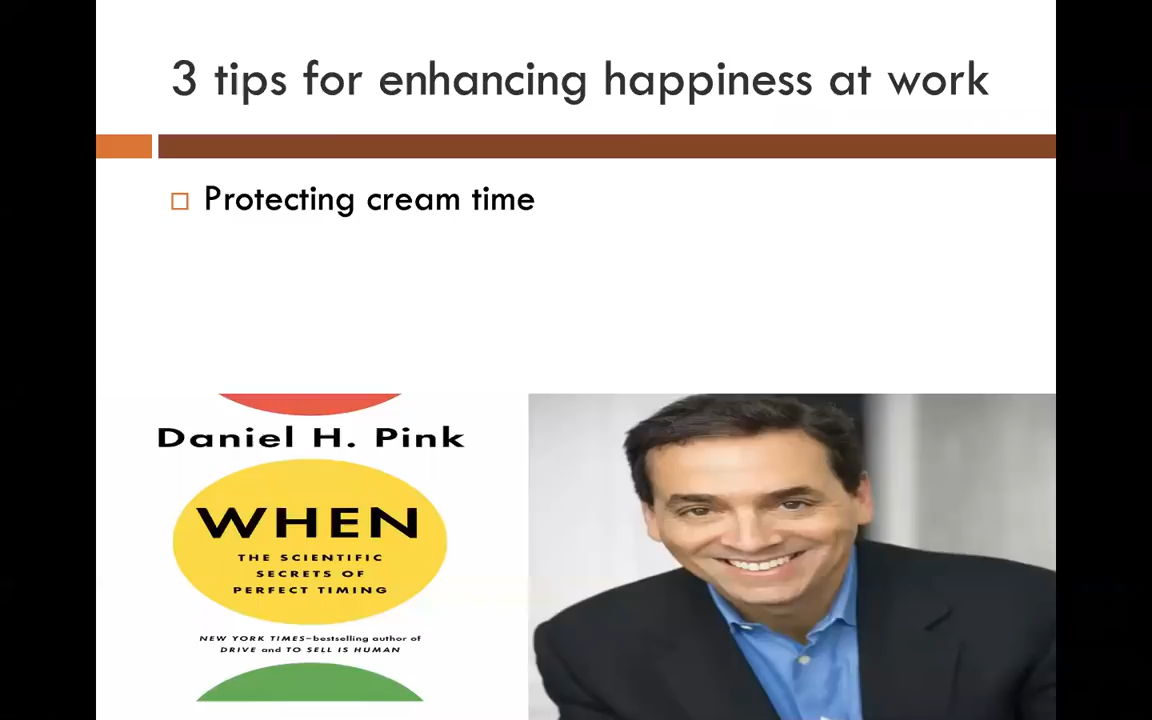 3 tips for enhancing happiness at work
Protecting cream time
Daniel H. Pink
WHEN
THE SCIENTIFIC
SECRETS OF
PERFECT TIMING
NEW YORK TIMES–bestselling author of
DRIVE and TO SELL IS HUMAN